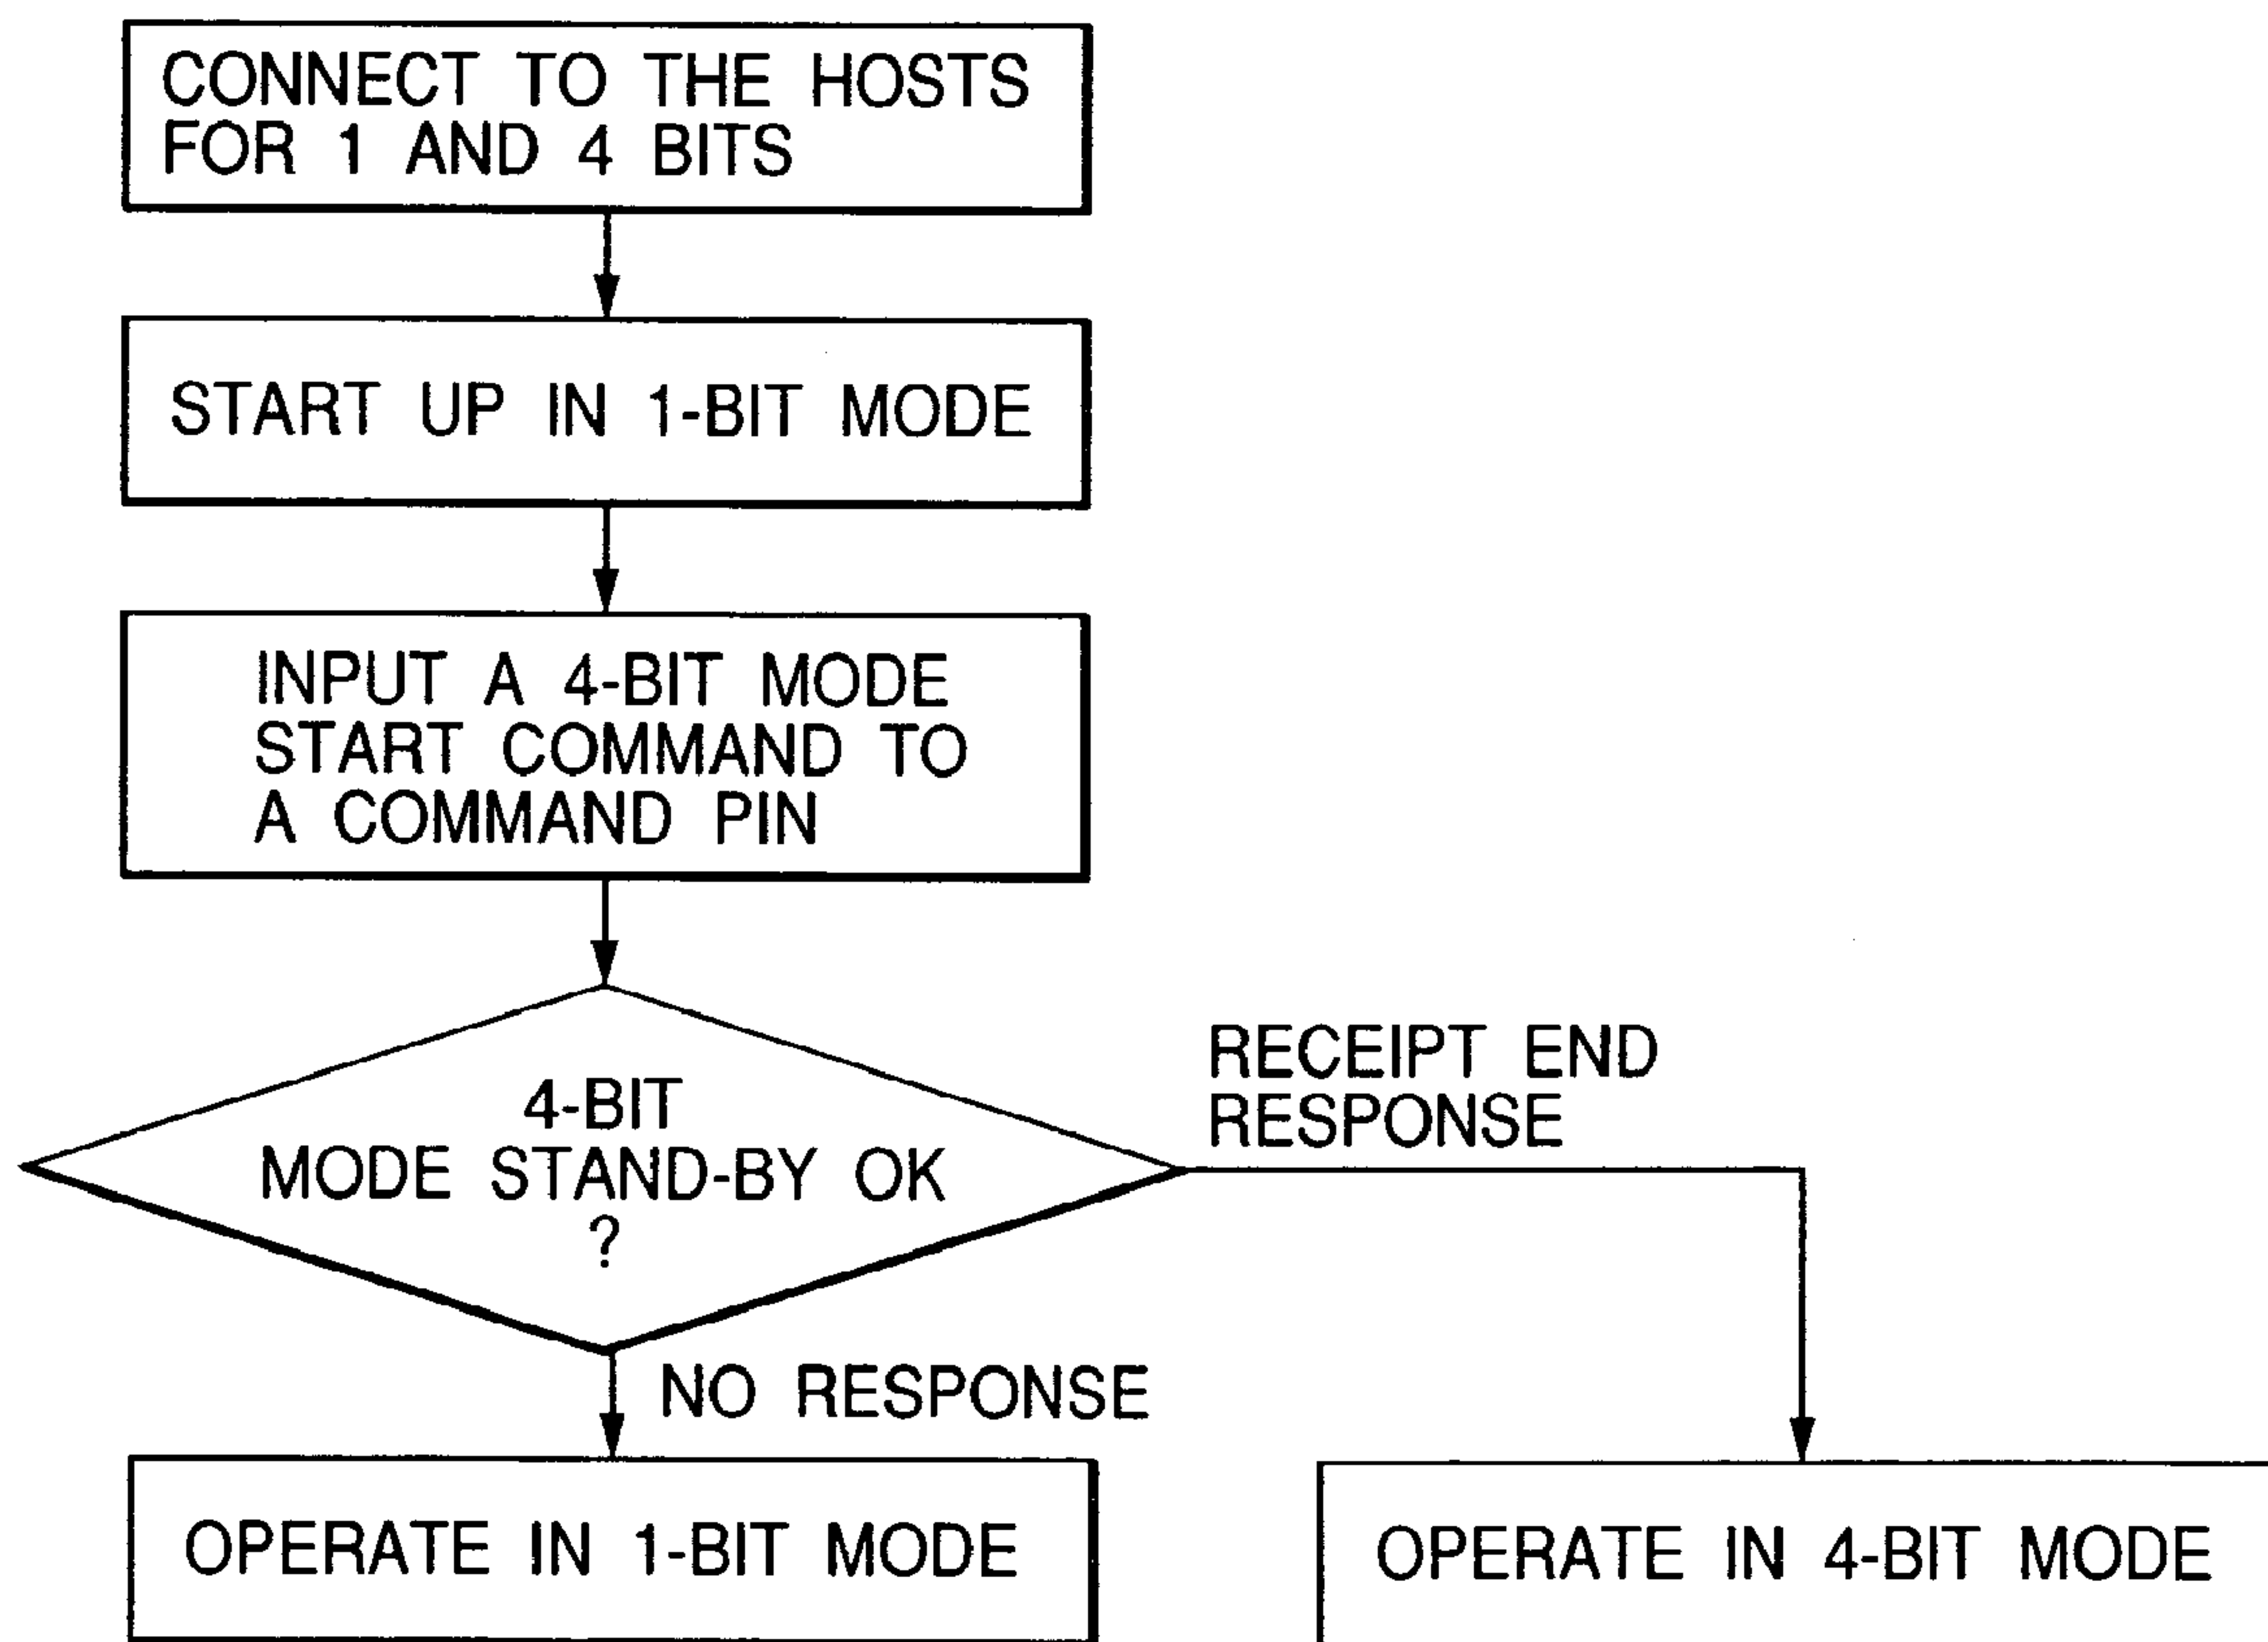 CONNECT TO THE HOSTS
FOR 1 AND 4 BITS
START UP IN 1-BIT MODE
INPUT A 4-BIT MODE
START COMMAND TO
A COMMAND PIN
4-BIT
MODE STAND-BY OK
?
RECEIPT END
RESPONSE
NO RESPONSE
OPERATE IN 1-BIT MODE
OPERATE IN 4-BIT MODE